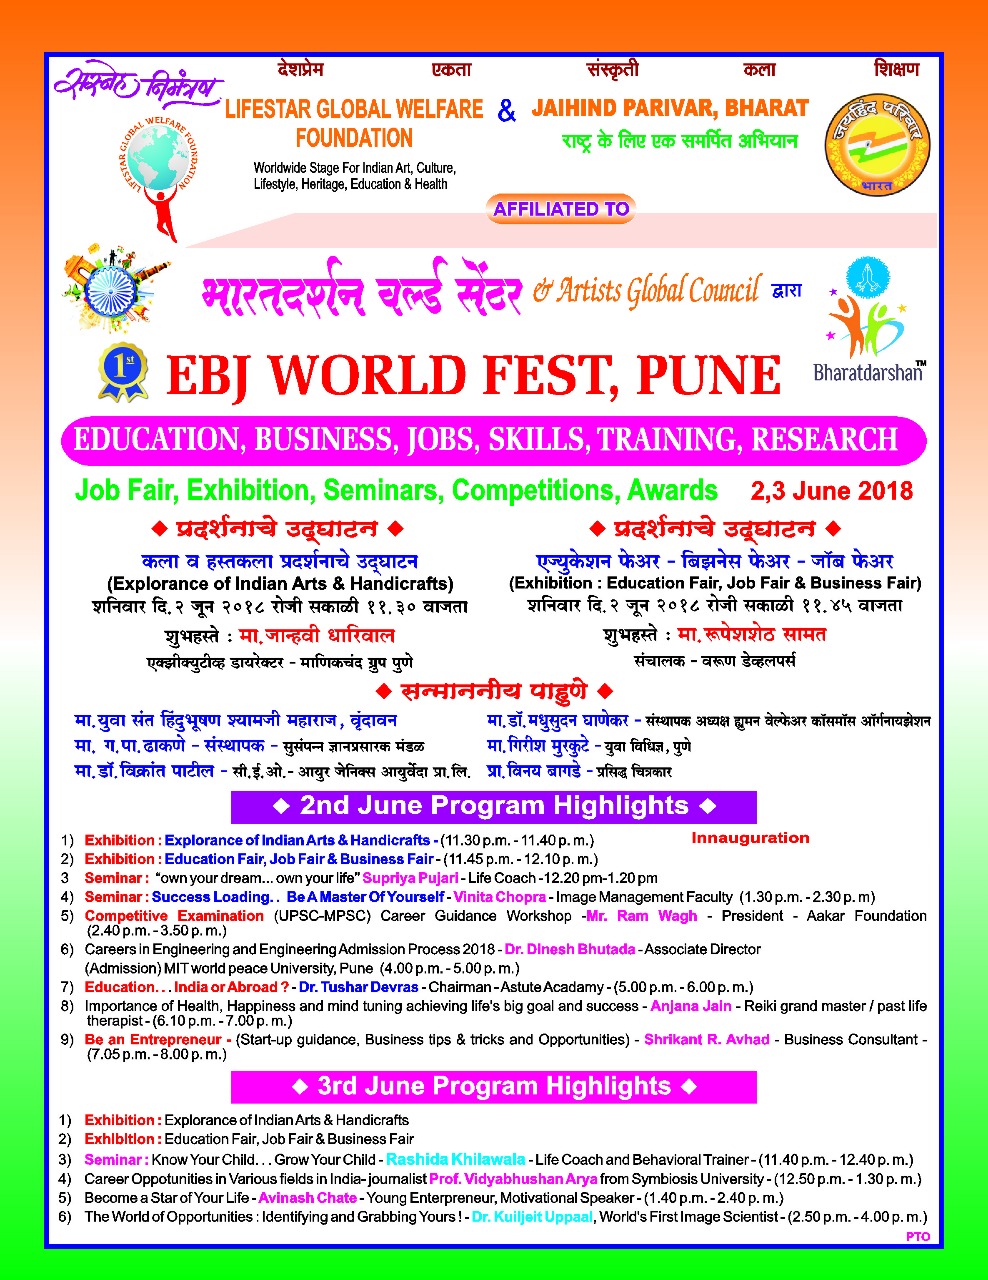 सस्नेह निमंत्रण
देशप्रेम एकता संस्कृती कला शिक्षण
LIFESTAR GLOBAL WELFARE FOUNDATION
LIFESTAR GLOBAL WELFARE
FOUNDATION
&
JAIHIND PARIVAR, BHARAT
राष्ट्र के लिए एक समर्पित अभियान
जयहिंद परिवार
भारत
Worldwide Stage For Indian Art, Culture,
Lifestyle, Heritage, Education & Health
AFFILIATED TO
भारतदर्शन वर्ल्ड सेंटर & Artists Global Council द्वारा
1st EBJ WORLD FEST, PUNE
Bharatdarshan TM
EDUCATION, BUSINESS, JOBS, SKILLS, TRAINING, RESEARCH
Job Fair, Exhibition, Seminars, Competitions, Awards 2,3 June 2018
प्रदर्शनाचे उद्घाटन
कला व हस्तकला प्रदर्शनाचे उद्घाटन
(Explorance of Indian Arts & Handicrafts)
शनिवार दि. २ जून २०१८ रोजी सकाळी ११.३० वाजता
शुभहस्ते : मा. जान्हवी धारिवाल
एक्झीक्युटीव्ह डायरेक्टर - माणिकचंद ग्रुप पुणे
प्रदर्शनाचे उद्घाटन
एज्युकेशन फेअर - बिझनेस फेअर - जॉब फेअर
(Exhibition : Education Fair, Job Fair & Business Fair)
शनिवार दि. २ जून २०१८ रोजी सकाळी ११.४५ वाजता
शुभहस्ते : मा. रूपेशशेठ सामत
संचालक - वरूण डेव्हलपर्स
सन्माननीय पाहुणे
मा. युवा संत हिंदुभूषण श्यामजी महाराज, वृंदावन
मा. ग.पा.ढाकणे - संस्थापक - सुसंपन्न ज्ञानप्रसारक मंडळ
मा. डॉ. विक्रांत पाटील - सी.ई.ओ.- आयुर जेनिक्स आयुर्वेदा प्रा.लि.
मा. डॉ. मधुसुदन घाणेकर - संस्थापक अध्यक्ष ह्युमन वेल्फेअर कॉसमॉस ऑर्गनायझेशन
मा. गिरीश मुरकुटे - युवा विधिज्ञ, पुणे
प्रा. विनय बागडे - प्रसिद्ध चित्रकार
2nd June Program Highlights
1) Exhibition : Explorance of Indian Arts & Handicrafts - (11.30 p.m. - 11.40 p. m.) Innauguration
2) Exhibition : Education Fair, Job Fair & Business Fair - (11.45 p.m. - 12.10 p. m.)
3 Seminar : “own your dream... own your life” Supriya Pujari - Life Coach -12.20 pm-1.20 pm
4) Seminar : Success Loading. . Be A Master Of Yourself - Vinita Chopra - Image Management Faculty (1.30 p.m. - 2.30 p. m)
5) Competitive Examination (UPSC-MPSC) Career Guidance Workshop -Mr. Ram Wagh - President - Aakar Foundation
(2.40 p.m. - 3.50 p. m.)
6) Careers in Engineering and Engineering Admission Process 2018 - Dr. Dinesh Bhutada - Associate Director
(Admission) MIT world peace University, Pune (4.00 p.m. - 5.00 p. m.)
7) Education. . . India or Abroad ? - Dr. Tushar Devras - Chairman - Astute Acadamy - (5.00 p.m. - 6.00 p. m.)
8) Importance of Health, Happiness and mind tuning achieving life's big goal and success - Anjana Jain - Reiki grand master / past life
therapist - (6.10 p.m. - 7.00 p. m.)
9) Be an Entrepreneur - (Start-up guidance, Business tips & tricks and Opportunities) - Shrikant R. Avhad - Business Consultant -
(7.05 p.m. - 8.00 p. m.)
3rd June Program Highlights
1) Exhibition : Explorance of Indian Arts & Handicrafts
2) Exhibition : Education Fair, Job Fair & Business Fair
3) Seminar : Know Your Child. . . Grow Your Child - Rashida Khilawala - Life Coach and Behavioral Trainer - (11.40 p.m. - 12.40 p. m.)
4) Career Oppotunities in Various fields in India- journalist Prof. Vidyabhushan Arya from Symbiosis University - (12.50 p.m. - 1.30 p. m.)
5) Become a Star of Your Life - Avinash Chate - Young Enterpreneur, Motivational Speaker - (1.40 p.m. - 2.40 p. m.)
6) The World of Opportunities : Identifying and Grabbing Yours ! - Dr. Kuiljeit Uppaal, World's First Image Scientist - (2.50 p.m. - 4.00 p. m.)
PTO